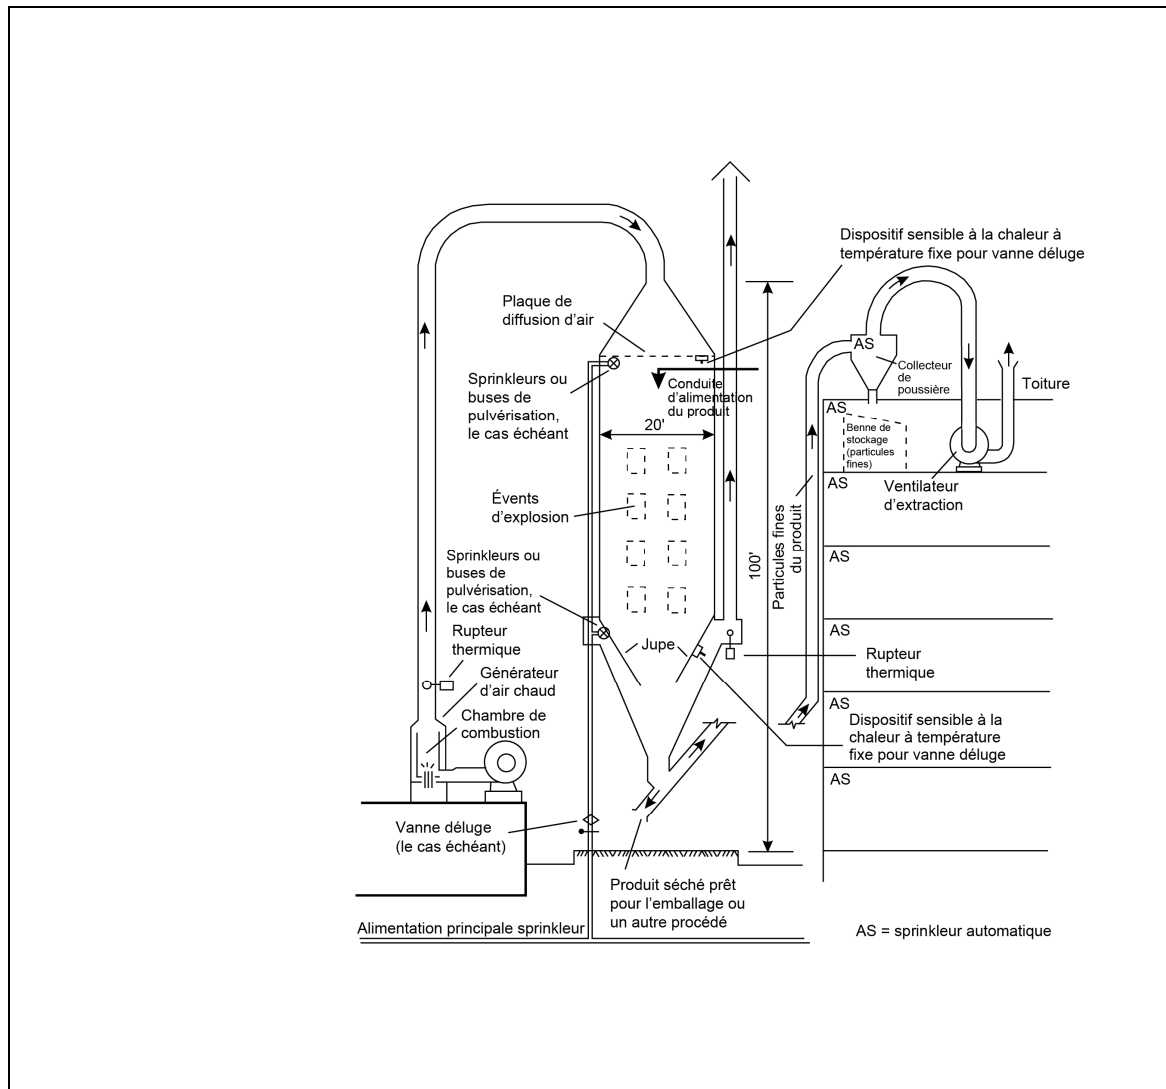 Dispositif sensible à la chaleur à
température fixe pour vanne déluge
Plaque de
diffusion d’air
Sprinkleurs ou
buses de
pulvérisation,
le cas échéant
Conduite
d’alimentation
du produit
20'
AS
Collecteur
de
poussière
Toiture
AS
Benne de
stockage
(particules
fines)
Ventilateur
d’extraction
Évents
d’explosion
AS
Particules fines
du produit
100'
AS
Sprinkleurs ou
buses de
pulvérisation,
le cas échéant
Rupteur
thermique
Jupe
AS
Rupteur
thermique
Générateur
d’air chaud
Chambre de
combustion
AS
Dispositif sensible à la
chaleur à température
fixe pour vanne déluge
AS
Vanne déluge
(le cas échéant)
Produit séché prêt
pour l’emballage ou
un autre procédé
Alimentation principale sprinkleur
AS = sprinkleur automatique